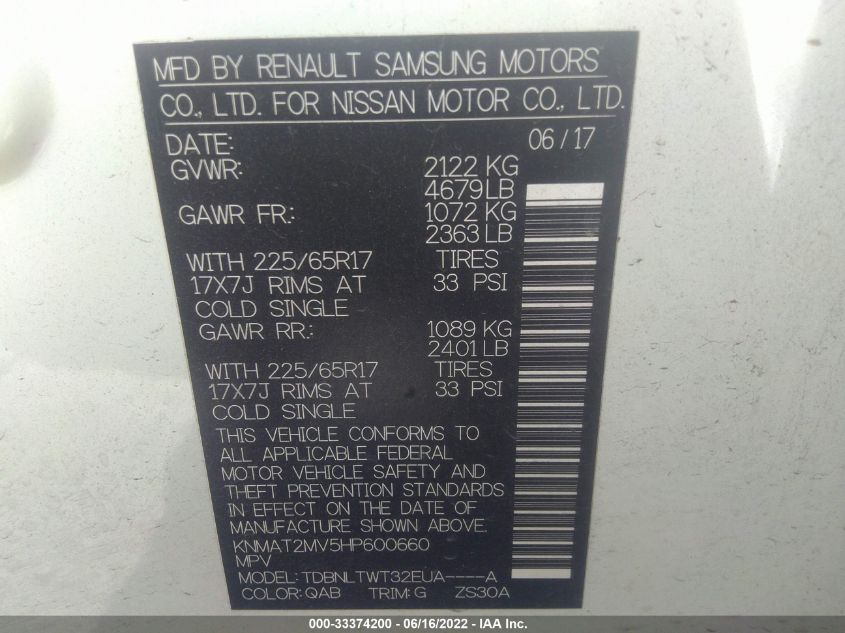 MFD BY RENAULT SAMSUNG MOTORS
CO., LTD. FOR NISSAN MOTOR CO., LTD.
DATE: 06/17
GVWR: 2122 KG
4679LB
GAWR FR.: 1072 KG
2363 LB
WITH 225/65R17 TIRES
17X7J RIMS AT 33 PSI
COLD SINGLE
GAWR RR.: 1089 KG
2401 LB
WITH 225/65R17 TIRES
17X7J RIMS AT 33 PSI
COLD SINGLE
THIS VEHICLE CONFORMS TO
ALL APPLICABLE FEDERAL
MOTOR VEHICLE SAFETY AND
THEFT PREVENTION STANDARDS
IN EFFECT ON THE DATE OF
MANUFACTURE SHOWN ABOVE.
KNMAT2MV5HP600660
MPV
MODEL: TDBNLTWT32EUA----A
COLOR: QAB TRIM: G ZS30A
000-33374200 - 06/16/2022 - IAAI.com